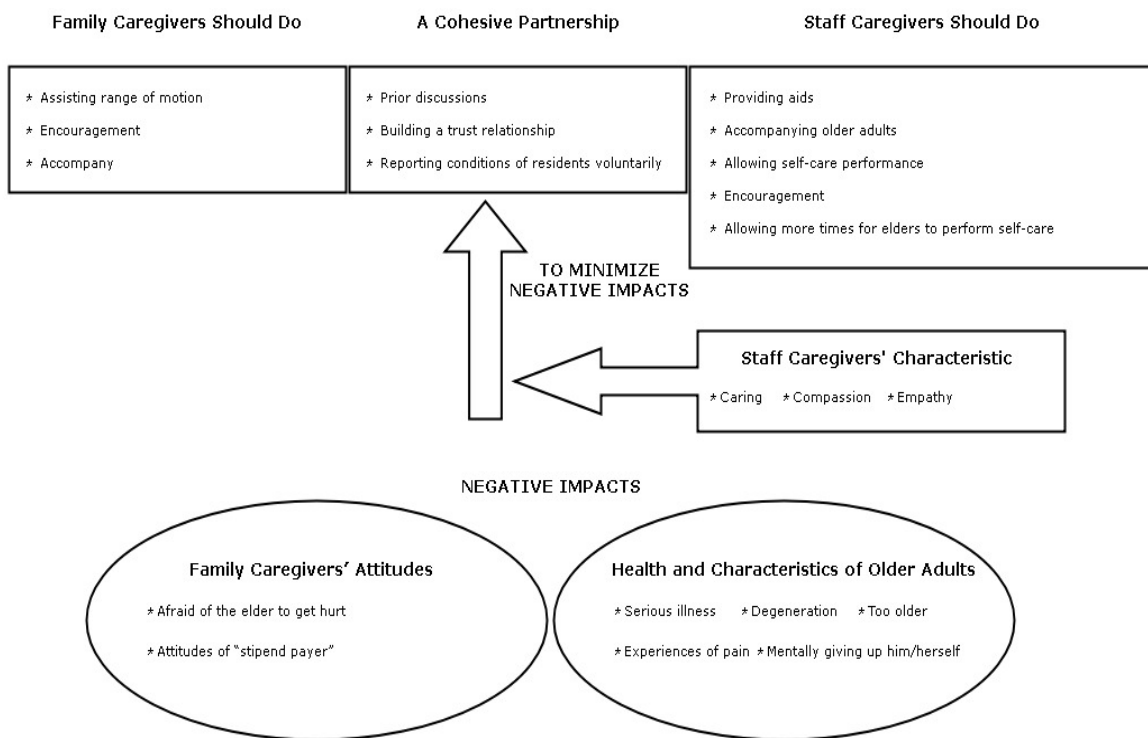 Family Caregivers Should Do
A Cohesive Partnership
Staff Caregivers Should Do
* Assisting range of motion
* Encouragement
* Accompany
* Prior discussions
* Building a trust relationship
* Reporting conditions of residents voluntarily
* Providing aids
* Accompanying older adults
* Allowing self-care performance
* Encouragement
* Allowing more times for elders to perform self-care
TO MINIMIZE
NEGATIVE IMPACTS
Staff Caregivers' Characteristic
* Caring * Compassion * Empathy
NEGATIVE IMPACTS
Family Caregivers’ Attitudes
* Afraid of the elder to get hurt
* Attitudes of “stipend payer”
Health and Characteristics of Older Adults
* Serious illness * Degeneration * Too older
* Experiences of pain * Mentally giving up him/herself